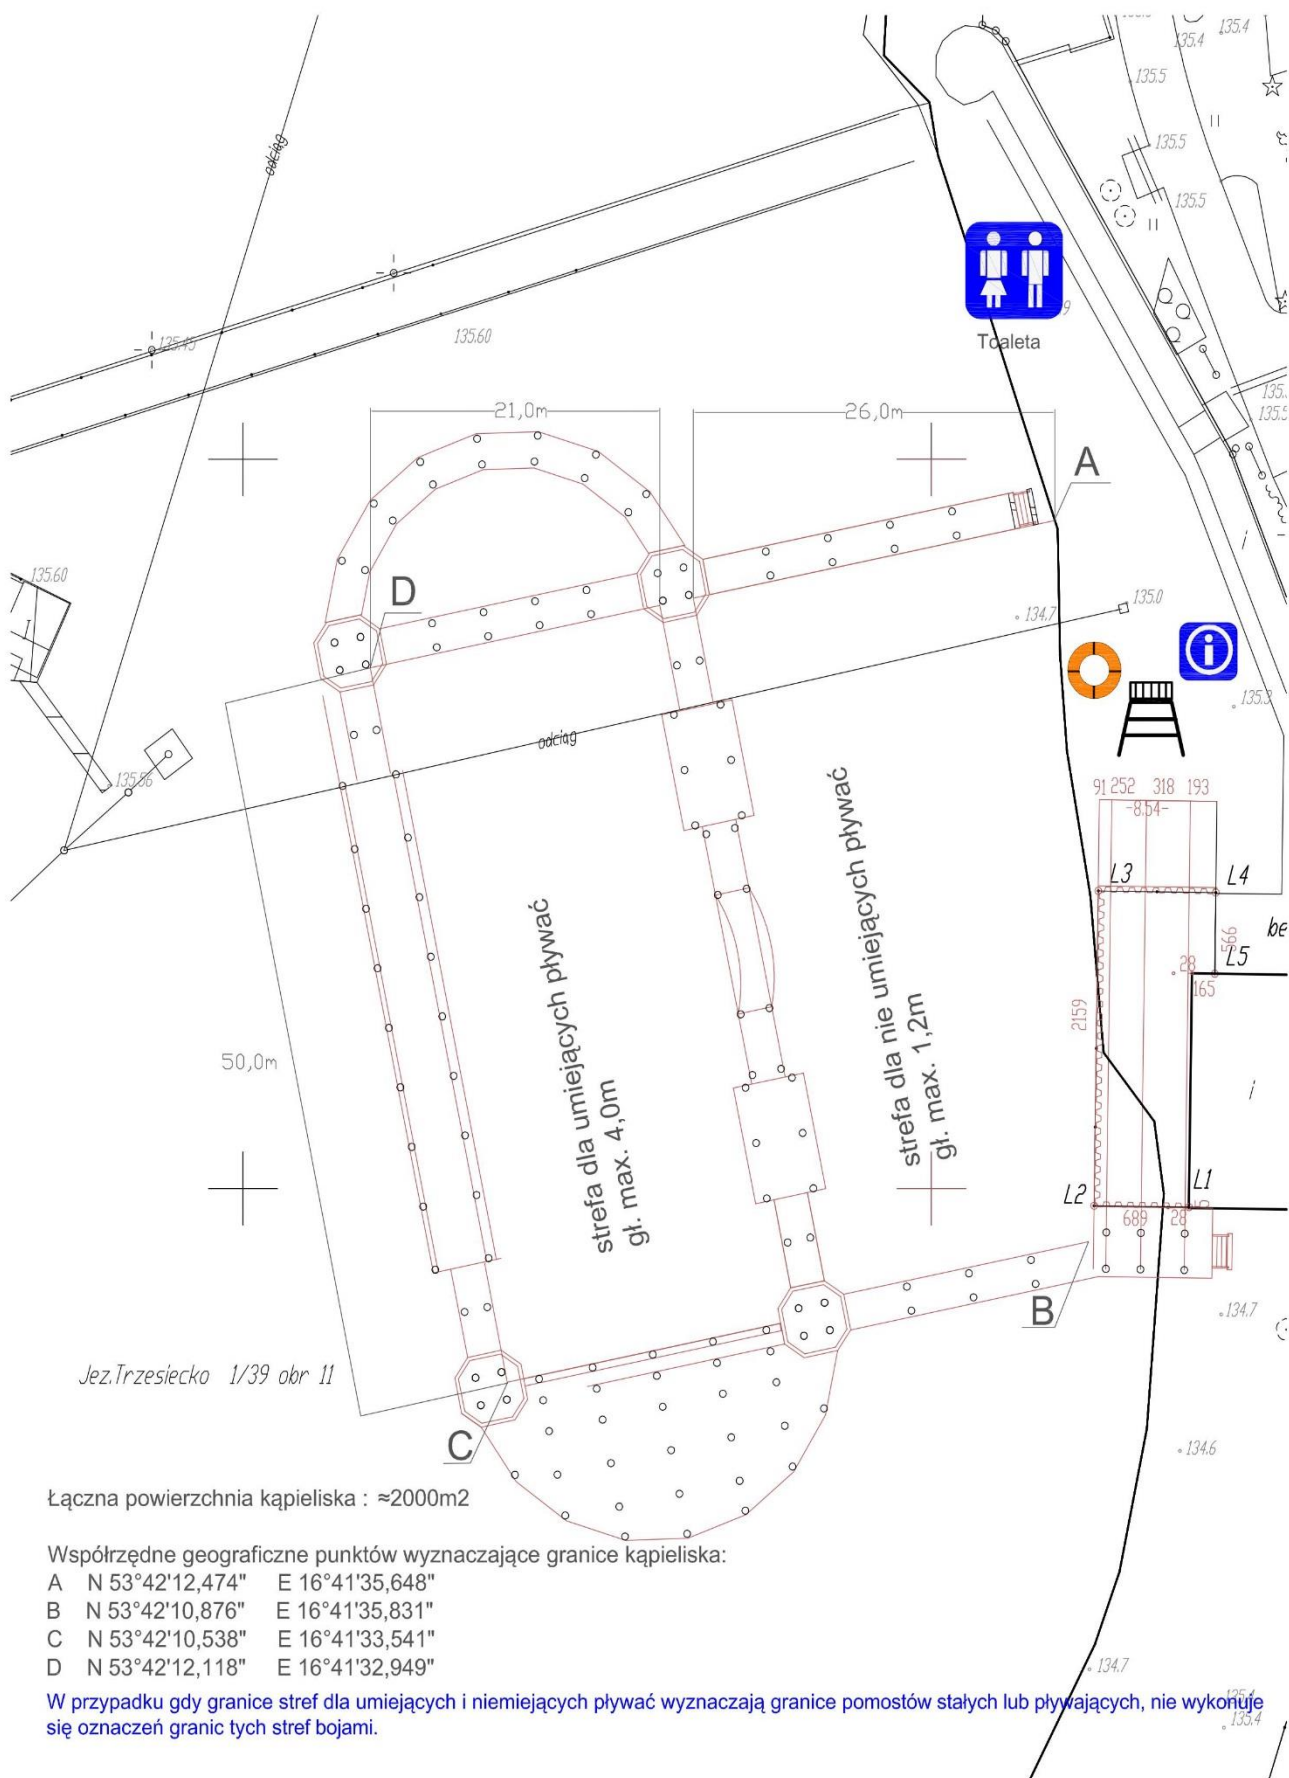 135.4
135.4
135.5
odciąg
135.5
135.5
135.45
135.60
Toaleta
21,0m
26,0m
A
135.60
D
135.0
134.7
135.3
odciąg
135.56
91 252 318 193
8.54
L3
L4
566
L5
28
165
2159
50,0m
strefa dla umiejących pływać
gł. max. 4,0m
strefa dla nie umiejących pływać
gł. max. 1,2m
L2
L1
689
28
B
134.7
Jez.Trzesiecko 1/39 obr 11
C
134.6
Łączna powierzchnia kąpieliska : ≈2000m2
Współrzędne geograficzne punktów wyznaczające granice kąpieliska:
A N 53°42'12,474" E 16°41'35,648"
B N 53°42'10,876" E 16°41'35,831"
C N 53°42'10,538" E 16°41'33,541"
D N 53°42'12,118" E 16°41'32,949"
134.7
W przypadku gdy granice stref dla umiejących i niemiejących pływać wyznaczają granice pomostów stałych lub pływających, nie wykonuje
się oznaczeń granic tych stref bojami.
135.4